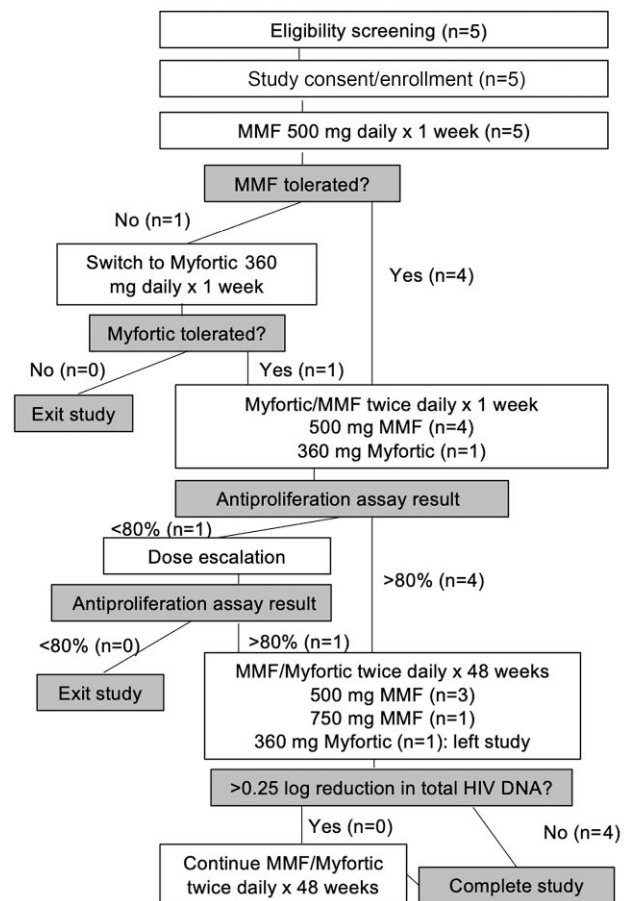 Eligibility screening (n=5)
Study consent/enrollment (n=5)
MMF 500 mg daily x 1 week (n=5)
MMF tolerated?
No (n=1)
Yes (n=4)
Switch to Myfortic 360
mg daily x 1 week
Myfortic tolerated?
No (n=0)
Yes (n=1)
Exit study
Myfortic/MMF twice daily x 1 week
500 mg MMF (n=4)
360 mg Myfortic (n=1)
Antiproliferation assay result
<80% (n=1)
>80% (n=4)
Dose escalation
Antiproliferation assay result
<80% (n=0)
>80% (n=1)
Exit study
MMF/Myfortic twice daily x 48 weeks
500 mg MMF (n=3)
750 mg MMF (n=1)
360 mg Myfortic (n=1): left study
>0.25 log reduction in total HIV DNA?
Yes (n=0)
No (n=4)
Continue MMF/Myfortic
twice daily x 48 weeks
Complete study